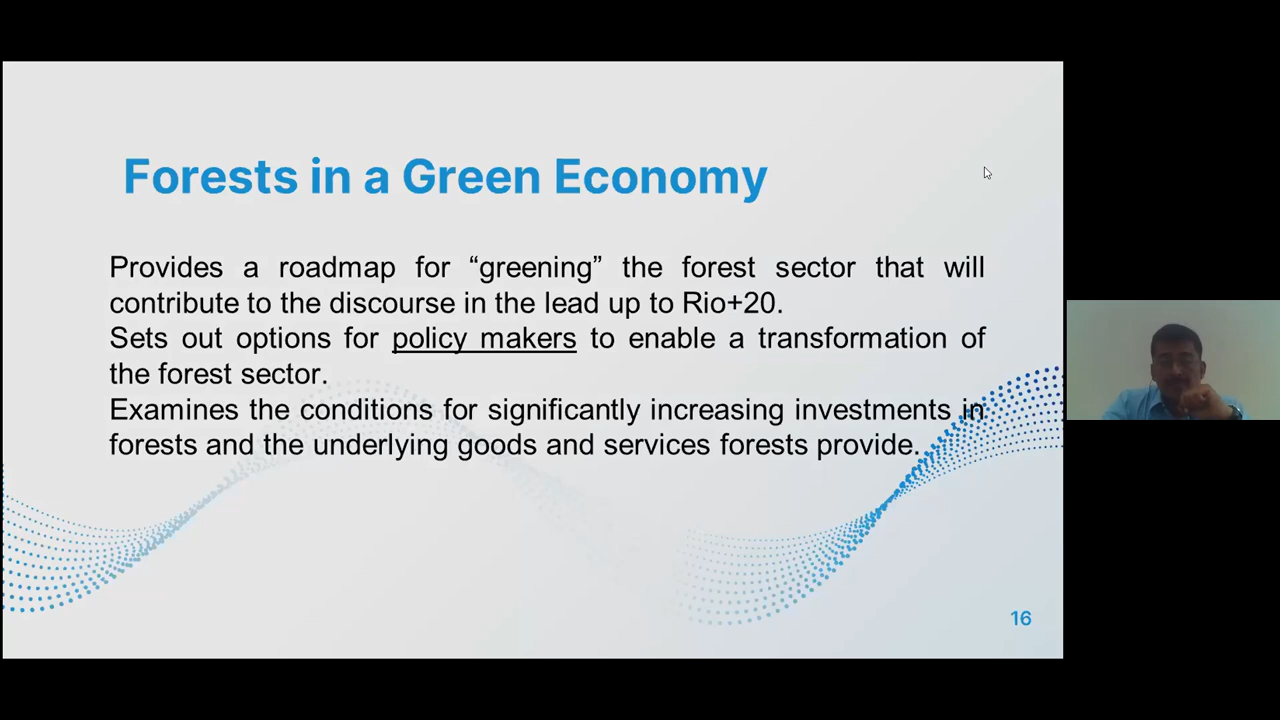 Forests in a Green Economy
Provides a roadmap for “greening” the forest sector that will
contribute to the discourse in the lead up to Rio+20.
Sets out options for policy makers to enable a transformation of
the forest sector.
Examines the conditions for significantly increasing investments in
forests and the underlying goods and services forests provide.
16